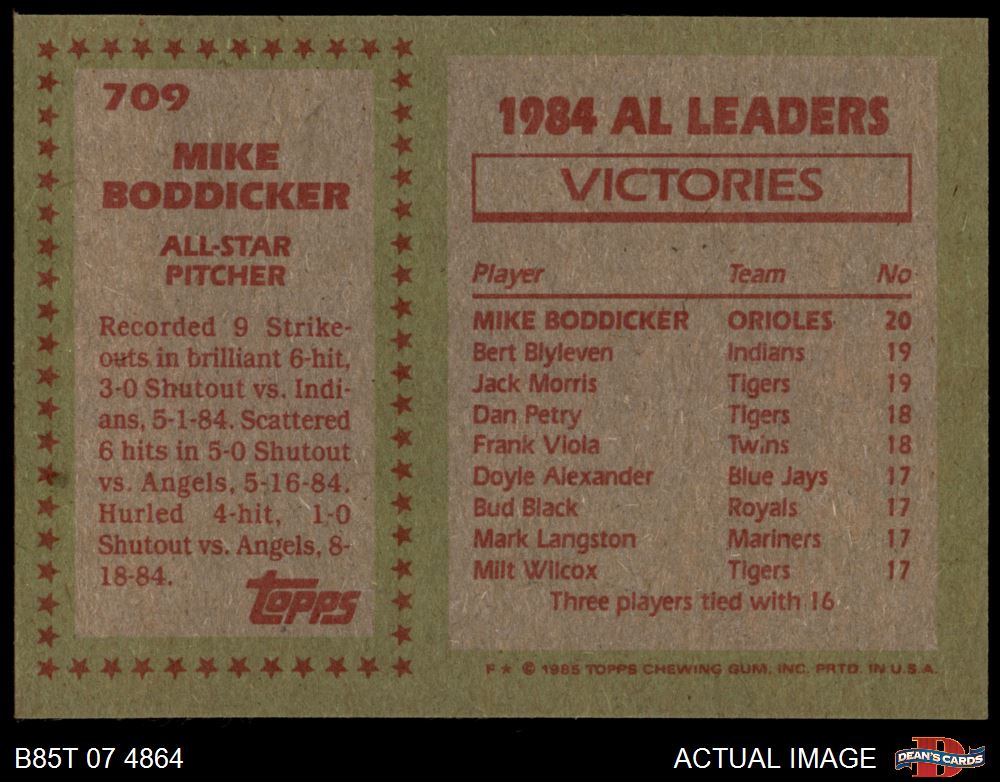 709
MIKE
BODDICKER
ALL-STAR
PITCHER
Recorded 9 Strike-
outs in brilliant 6-hit,
3-0 Shutout vs. Indi-
ans, 5-1-84. Scattered
6 hits in 5-0 Shutout
vs. Angels, 5-16-84.
Hurled 4-hit, 1-0
Shutout vs. Angels, 8-
18-84.
topps
1984 AL LEADERS
VICTORIES
Player Team No
MIKE BODDICKER ORIOLES 20
Bert Blyleven Indians 19
Jack Morris Tigers 19
Dan Petry Tigers 18
Frank Viola Twins 18
Doyle Alexander Blue Jays 17
Bud Black Royals 17
Mark Langston Mariners 17
Milt Wilcox Tigers 17
Three players tied with 16
F ★ © 1985 TOPPS CHEWING GUM, INC. PRTD. IN U.S.A.
B85T 07 4864
ACTUAL IMAGE
D
DEAN'S CARDS